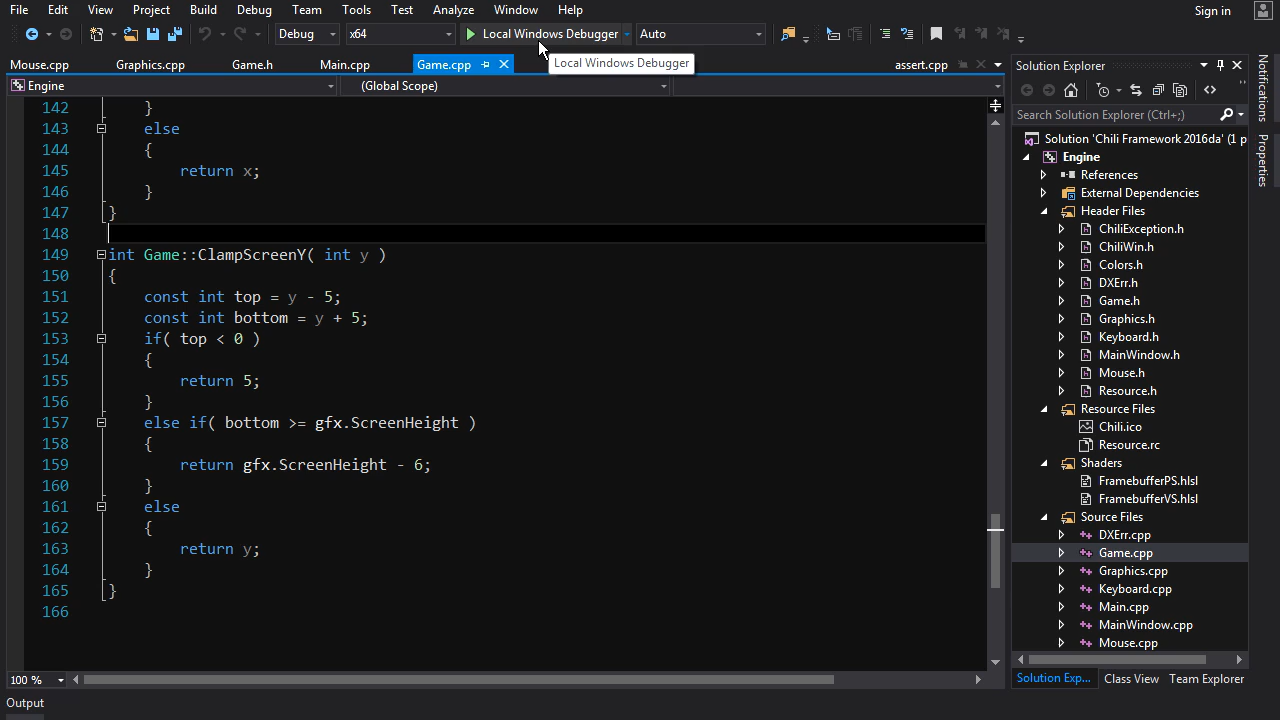 File Edit View Project Build Debug Team Tools Test Analyze Window Help Sign in
Debug x64 Local Windows Debugger Auto
Mouse.cpp Graphics.cpp Game.h Main.cpp Game.cpp assert.cpp
Local Windows Debugger
Engine (Global Scope)
142 }
143 else
144 {
145 return x;
146 }
147 }
148
149 int Game::ClampScreenY( int y )
150 {
151 const int top = y - 5;
152 const int bottom = y + 5;
153 if( top < 0 )
154 {
155 return 5;
156 }
157 else if( bottom >= gfx.ScreenHeight )
158 {
159 return gfx.ScreenHeight - 6;
160 }
161 else
162 {
163 return y;
164 }
165 }
166
100 %
Output
Solution Explorer
Search Solution Explorer (Ctrl+;)
Solution 'Chili Framework 2016da' (1 p
Engine
References
External Dependencies
Header Files
ChiliException.h
ChiliWin.h
Colors.h
DXErr.h
Game.h
Graphics.h
Keyboard.h
MainWindow.h
Mouse.h
Resource.h
Resource Files
Chili.ico
Resource.rc
Shaders
FramebufferPS.hlsl
FramebufferVS.hlsl
Source Files
DXErr.cpp
Game.cpp
Graphics.cpp
Keyboard.cpp
Main.cpp
MainWindow.cpp
Mouse.cpp
Solution Exp... Class View Team Explorer
Notifications
Properties